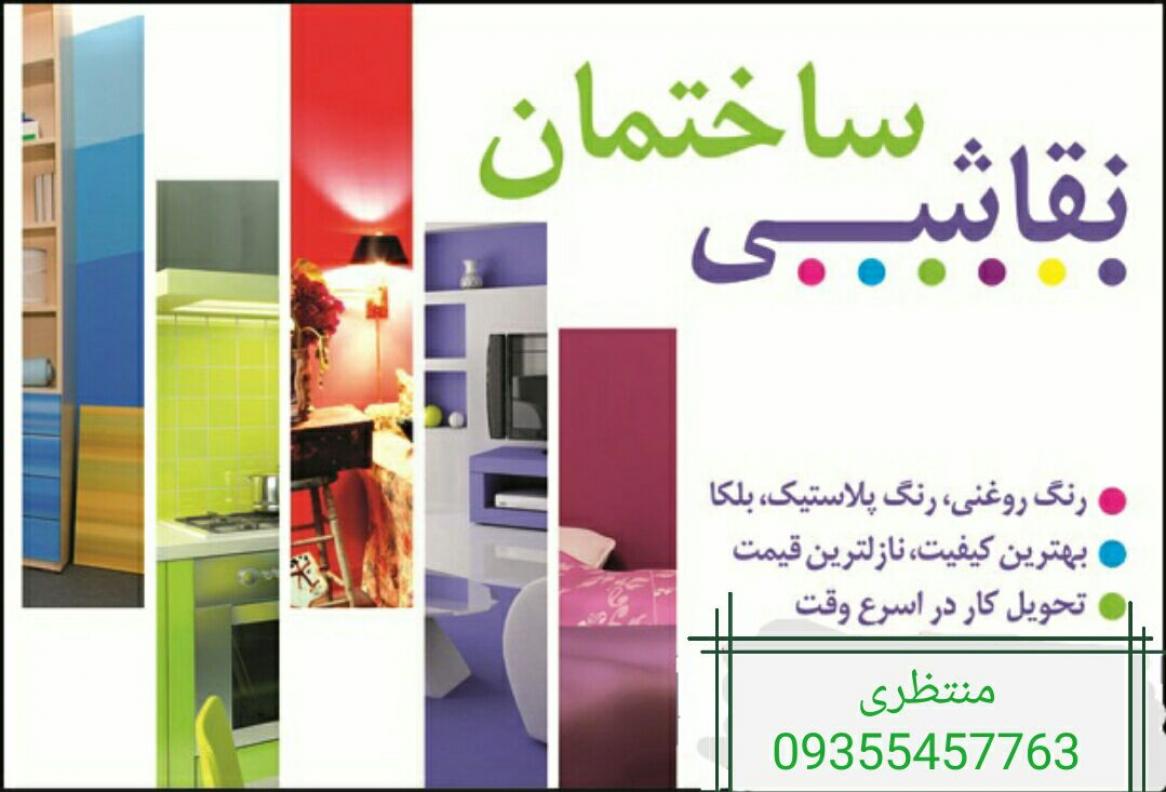 نقاشی ساختمان
رنگ روغنی، رنگ پلاستیک، بلکا
بهترین کیفیت، نازلترین قیمت
تحویل کار در اسرع وقت
منتظری
09355457763